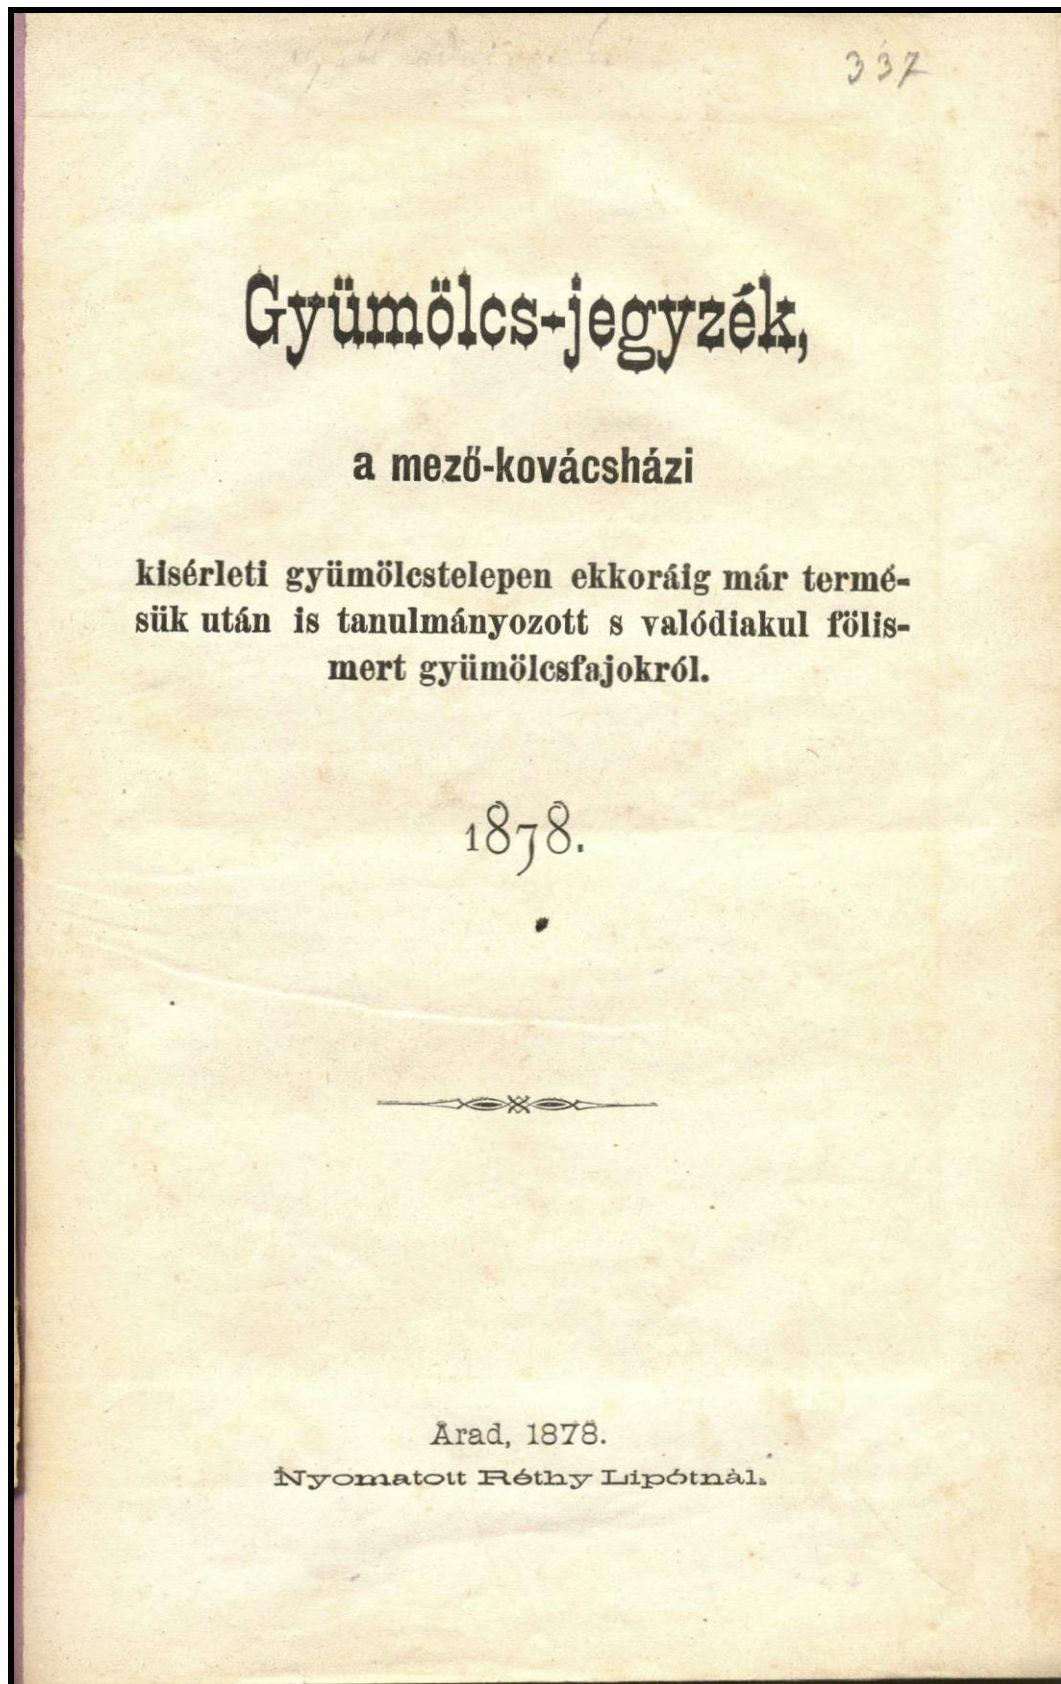 337
Gyümölcs-jegyzék,
a mező-kovácsházi
kisérleti gyümölcstelepen ekkoráig már termé-
sük után is tanulmányozott s valódiakul fölis-
mert gyümölcsfajokról.
1878.
Arad, 1878.
Nyomatott Réthy Lipótnàl.